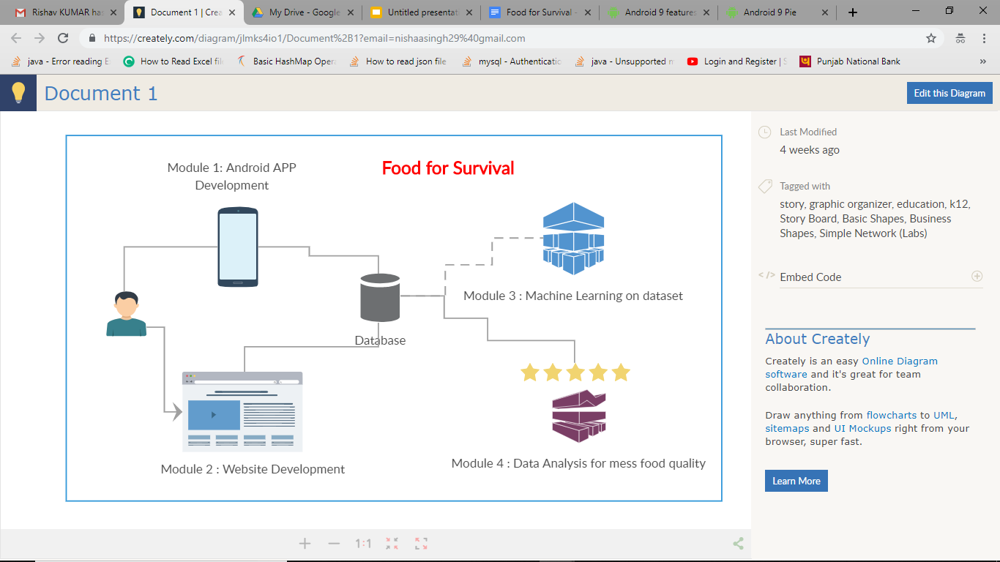 Rishav KUMAR ha
Document 1 | Crea
My Drive - Google
Untitled presentat
Food for Survival -
Android 9 features
Android 9 Pie
https://creately.com/diagram/jlmks4io1/Document%2B1?email=nishaasingh29%40gmail.com
java - Error reading E
How to Read Excel fil
Basic HashMap Oper
How to read json file
mysql - Authenticatio
java - Unsupported m
Login and Register | S
Punjab National Bank
Document 1
Edit this Diagram
Food for Survival
Module 1: Android APP
Development
Database
Module 3 : Machine Learning on dataset
Module 2 : Website Development
Module 4 : Data Analysis for mess food quality
1:1
Last Modified
4 weeks ago
Tagged with
story, graphic organizer, education, k12,
Story Board, Basic Shapes, Business
Shapes, Simple Network (Labs)
</> Embed Code
About Creately
Creately is an easy Online Diagram
software and it's great for team
collaboration.
Draw anything from flowcharts to UML,
sitemaps and UI Mockups right from your
browser, super fast.
Learn More